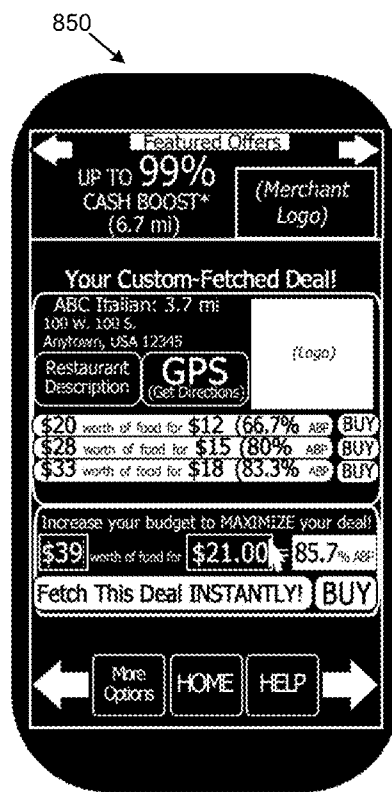 850
Featured Offers
UP TO 99%
CASH BOOST*
(6.7 mi)
(Merchant
Logo)
Your Custom-Fetched Deal!
ABC Italian: 3.7 mi
100 W. 100 S.
Anytown, USA 12345
(Logo)
Restaurant
Description
GPS
(Get Directions)
$20 worth of food for $12 (66.7% ABP BUY
$28 worth of food for $15 (80% ABP BUY
$33 worth of food for $18 (83.3% ABP BUY
Increase your budget to MAXIMIZE your deal!
$39 worth of food for $21.00 = 85.7% ABP
Fetch This Deal INSTANTLY! BUY
More
Options
HOME
HELP